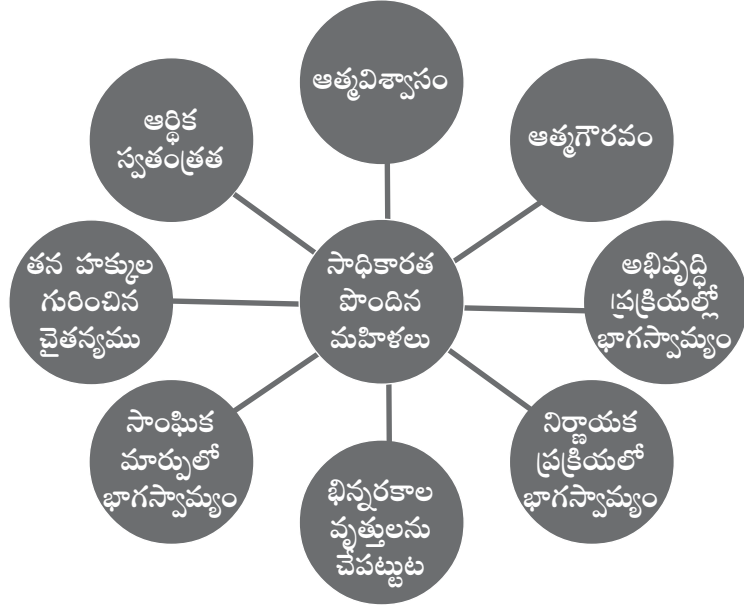 ఆత్మవిశ్వాసం
ఆత్మగౌరవం
అభివృద్ధి
ప్రక్రియల్లో
భాగస్వామ్యం
నిర్ణాయక
ప్రక్రియలో
భాగస్వామ్యం
భిన్నరకాల
వృత్తులను
చేపట్టుట
సాంఘిక
మార్పులో
భాగస్వామ్యం
తన హక్కుల
గురించిన
చైతన్యము
ఆర్థిక
స్వతంత్రత
సాధికారత
పొందిన
మహిళలు